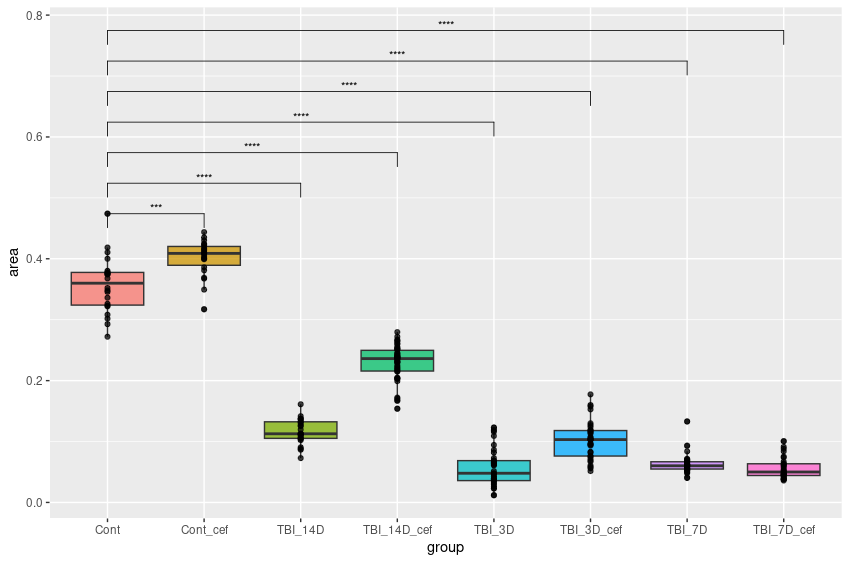 0.8
0.6
0.4
0.2
0.0
area
****
****
****
****
****
****
***
Cont
Cont_cef
TBI_14D
TBI_14D_cef
TBI_3D
TBI_3D_cef
TBI_7D
TBI_7D_cef
group